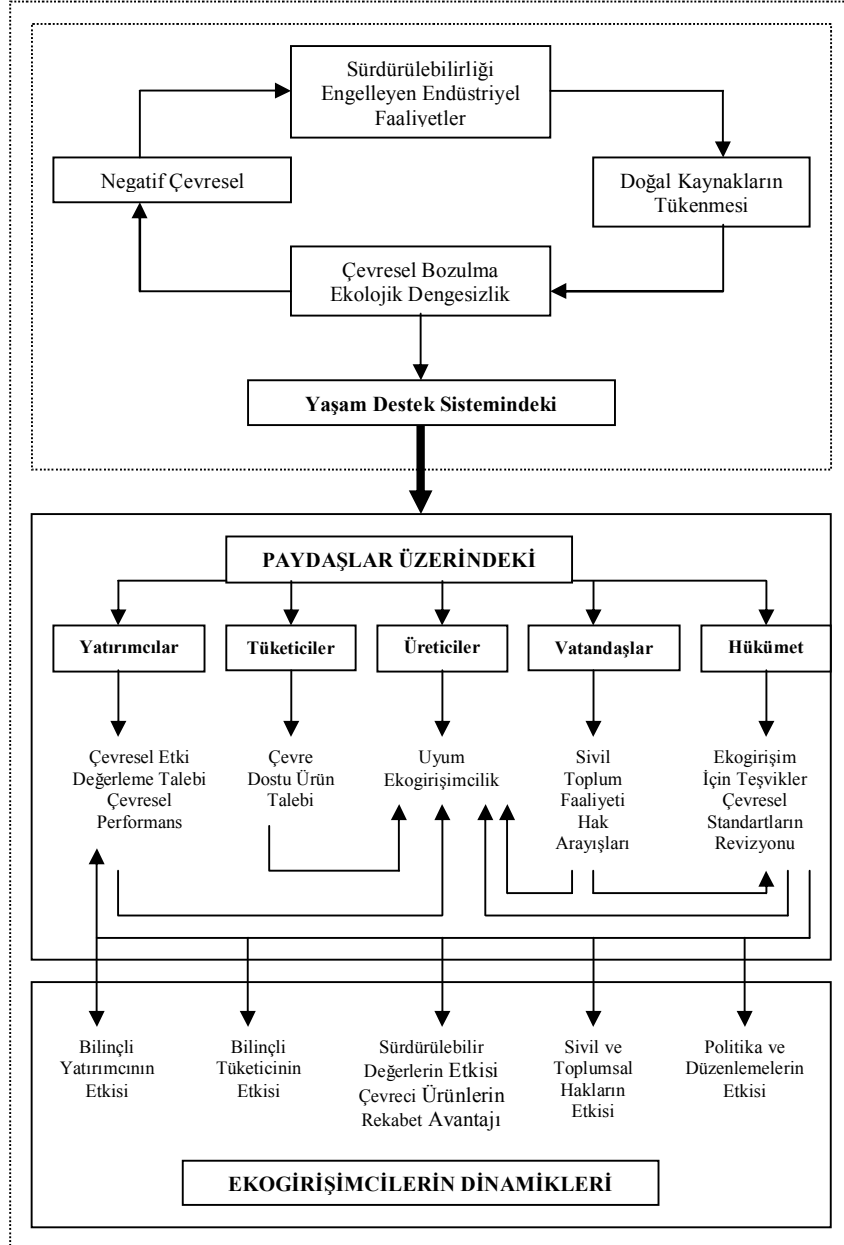 Sürdürülebilirliği
Engelleyen Endüstriyel
Faaliyetler
Negatif Çevresel
Doğal Kaynakların
Tükenmesi
Çevresel Bozulma
Ekolojik Dengesizlik
Yaşam Destek Sistemindeki
PAYDAŞLAR ÜZERİNDEKİ
Yatırımcılar
Tüketiciler
Üreticiler
Vatandaşlar
Hükümet
Çevresel Etki
Değerleme Talebi
Çevresel
Performans
Çevre
Dostu Ürün
Talebi
Uyum
Ekogirişimcilik
Sivil
Toplum
Faaliyeti
Hak
Arayışları
Ekogirişim
İçin Teşvikler
Çevresel
Standartların
Revizyonu
Bilinçli
Yatırımcının
Etkisi
Bilinçli
Tüketicinin
Etkisi
Sürdürülebilir
Değerlerin Etkisi
Çevreci Ürünlerin
Rekabet Avantajı
Sivil ve
Toplumsal
Hakların
Etkisi
Politika ve
Düzenlemelerin
Etkisi
EKOGİRİŞİMCİLERİN DİNAMİKLERİ